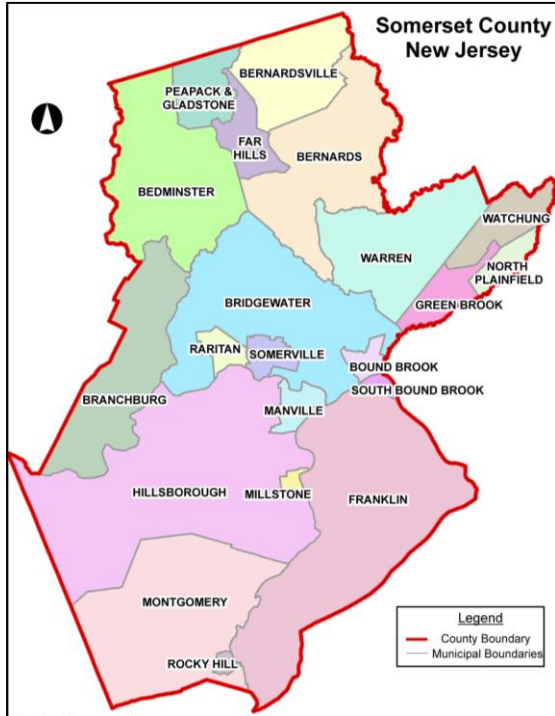 Somerset County
New Jersey
PEAPACK &
GLADSTONE
BERNARDSVILLE
FAR
HILLS
BERNARDS
BEDMINSTER
WATCHUNG
WARREN
NORTH
PLAINFIELD
GREEN BROOK
BRIDGEWATER
RARITAN
SOMERVILLE
BOUND BROOK
SOUTH BOUND BROOK
BRANCHBURG
MANVILLE
HILLSBOROUGH
MILLSTONE
FRANKLIN
MONTGOMERY
ROCKY HILL
Legend
County Boundary
Municipal Boundaries